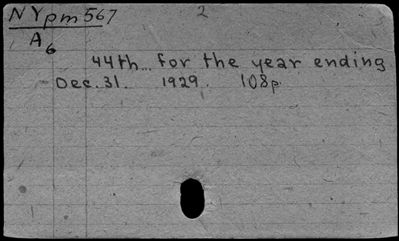 NYpm567 2
A6
44th... for the year ending
Dec. 31. 1929. 108p.